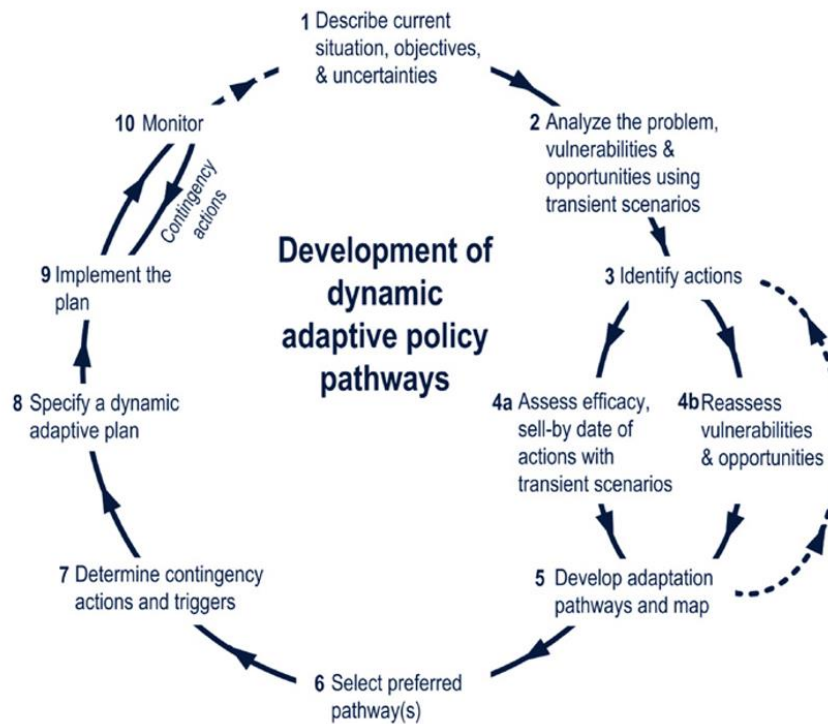 1 Describe current
situation, objectives,
& uncertainties
2 Analyze the problem,
vulnerabilities &
opportunities using
transient scenarios
3 Identify actions
4a Assess efficacy,
sell-by date of
actions with
transient scenarios
4b Reassess
vulnerabilities
& opportunities
5 Develop adaptation
pathways and map
6 Select preferred
pathway(s)
7 Determine contingency
actions and triggers
8 Specify a dynamic
adaptive plan
9 Implement the
plan
10 Monitor
Contingency
actions
Development of
dynamic
adaptive policy
pathways